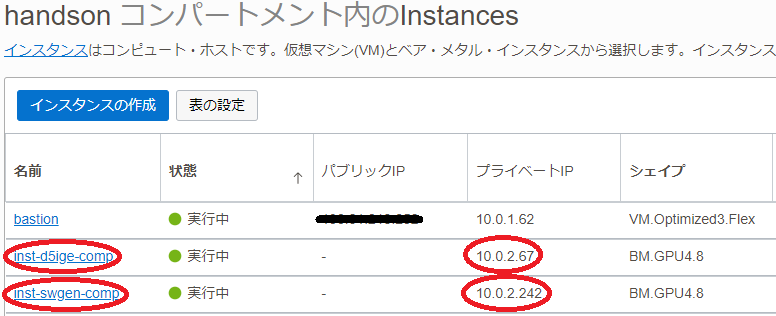 handson コンパートメント内のInstances
インスタンスはコンピュート・ホストです。仮想マシン(VM)とベア・メタル・インスタンスから選択します。インスタンス
インスタンスの作成 表の設定
名前 状態 ↑ パブリックIP プライベートIP シェイプ
bastion 実行中 10.0.1.62 VM.Optimized3.Flex
inst-d5ige-comp 実行中 - 10.0.2.67 BM.GPU4.8
inst-swgen-comp 実行中 - 10.0.2.242 BM.GPU4.8